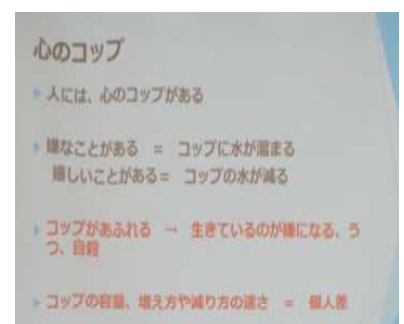 心のコップ
人には、心のコップがある
嫌なことがある = コップに水が溜まる
嬉しいことがある= コップの水が減る
コップがあふれる → 生きているのが嫌になる、う
つ、自殺
コップの容量、増え方や減り方の速さ = 個人差